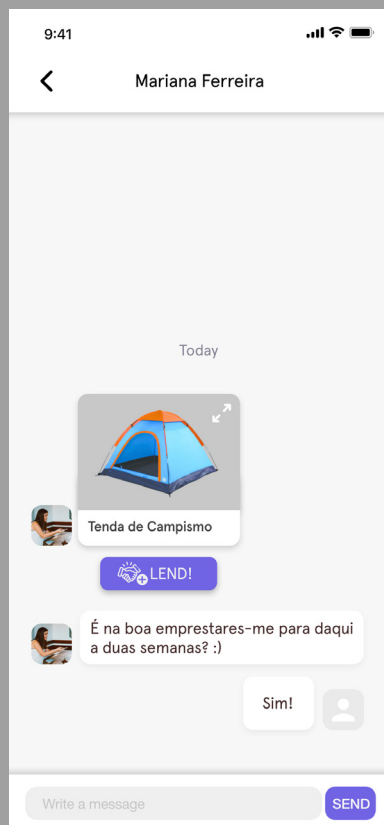 9:41
Mariana Ferreira
Today
Tenda de Campismo
LEND!
É na boa emprestares-me para daqui
a duas semanas? :)
Sim!
Write a message
SEND